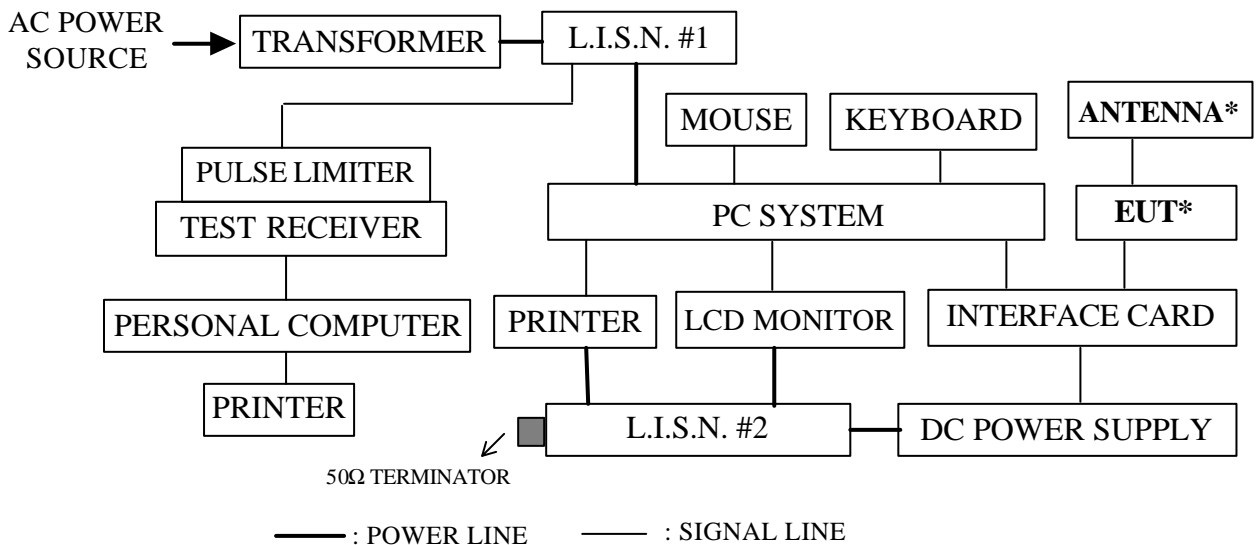 AC POWER
SOURCE
TRANSFORMER
L.I.S.N. #1
MOUSE
KEYBOARD
ANTENNA*
PULSE LIMITER
TEST RECEIVER
PC SYSTEM
EUT*
PERSONAL COMPUTER
PRINTER
LCD MONITOR
INTERFACE CARD
PRINTER
L.I.S.N. #2
DC POWER SUPPLY
50Ω TERMINATOR
: POWER LINE
: SIGNAL LINE